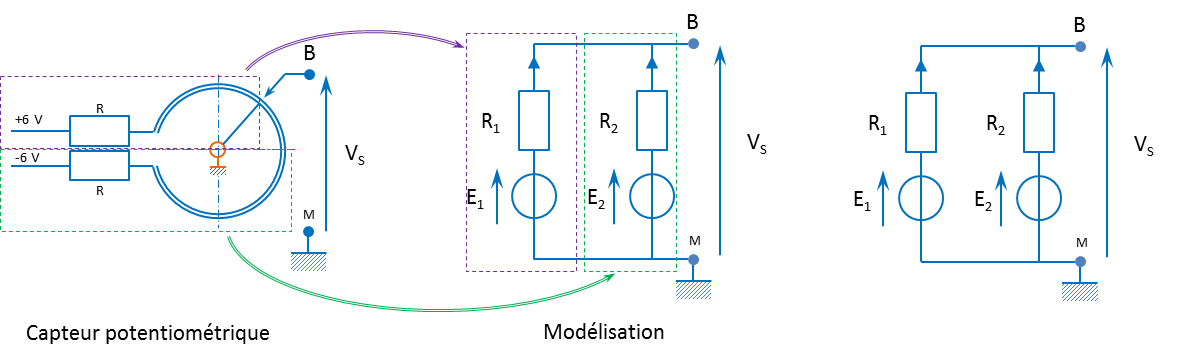 B
R
+6 V
-6 V
R
V_S
M
Capteur potentiométrique
B
R_1
R_2
V_S
E_1
E_2
M
Modélisation
B
R_1
R_2
V_S
E_1
E_2
M